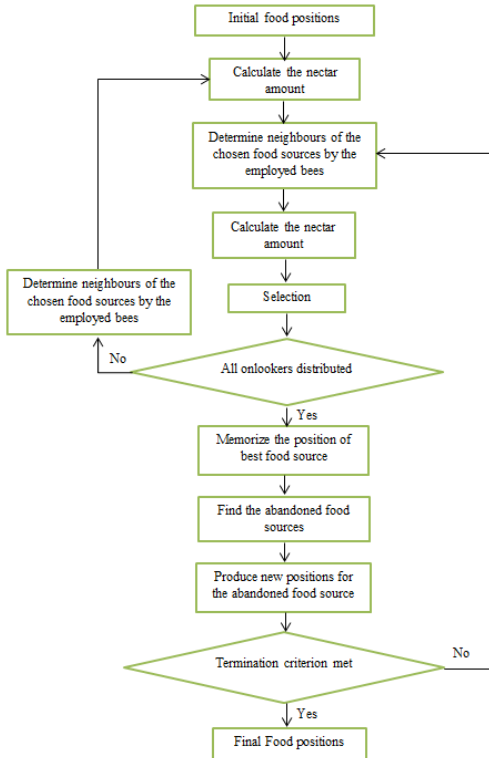 Initial food positions
Calculate the nectar
amount
Determine neighbours of the
chosen food sources by the
employed bees
Calculate the nectar
amount
Determine neighbours of the
chosen food sources by the
employed bees
Selection
No
All onlookers distributed
Yes
Memorize the position of
best food source
Find the abandoned food
sources
Produce new positions for
the abandoned food source
Termination criterion met
No
Yes
Final Food positions